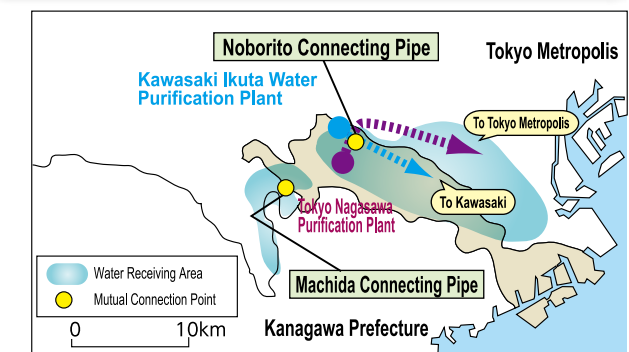 Noborito Connecting Pipe
Tokyo Metropolis
Kawasaki Ikuta Water
Purification Plant
To Tokyo Metropolis
To Kawasaki
Tokyo Nagasawa
Purification Plant
Water Receiving Area
Mutual Connection Point
Machida Connecting Pipe
0 10km
Kanagawa Prefecture